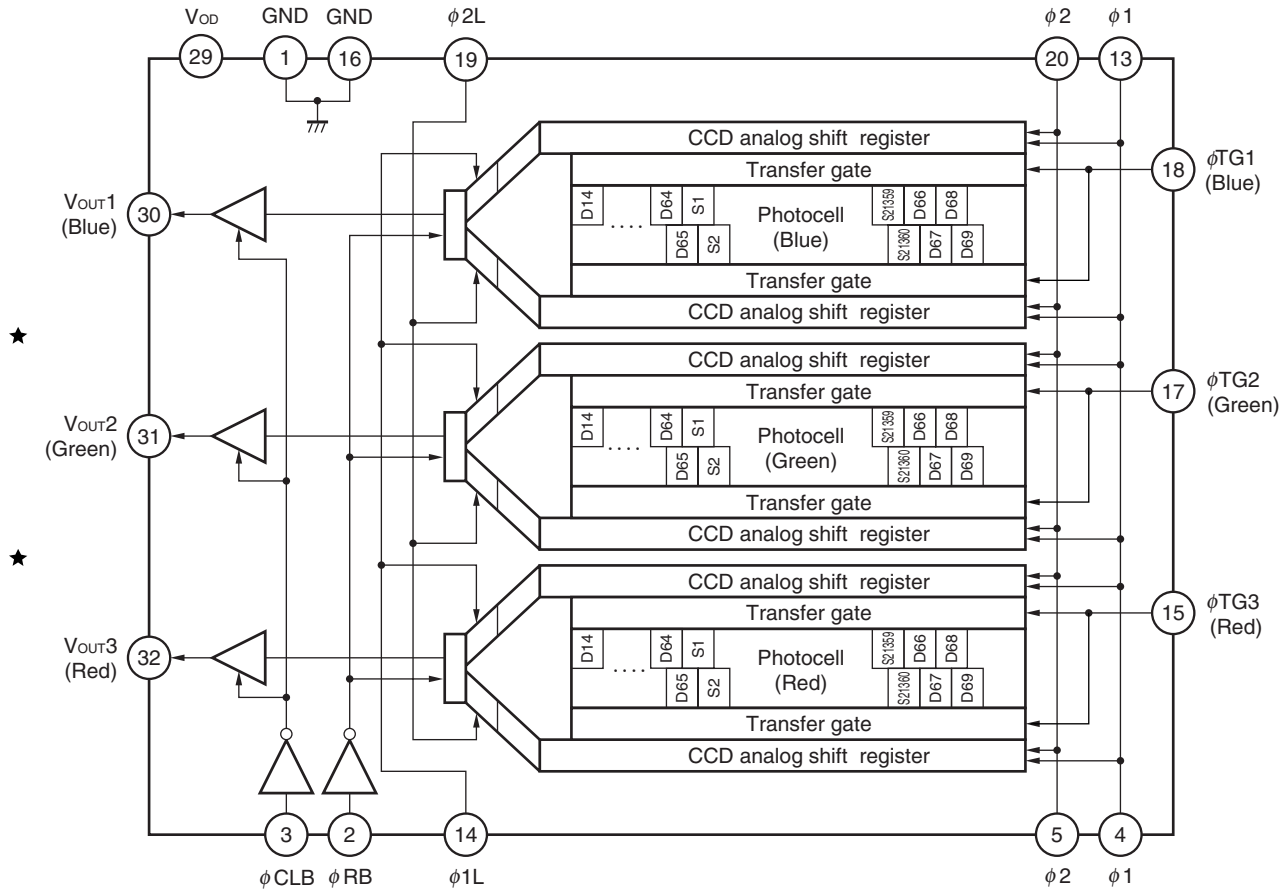 VOD GND GND φ2L φ2 φ1
29 1 16 19 20 13
CCD analog shift register
Transfer gate
18 φTG1
(Blue)
VOUT1
(Blue)
30
D14 .... D64 S1 S21359 D66 D68
Photocell
(Blue)
D65 S2 S21360 D67 D69
Transfer gate
CCD analog shift register
★
CCD analog shift register
Transfer gate
17 φTG2
(Green)
VOUT2
(Green)
31
D14 .... D64 S1 S21359 D66 D68
Photocell
(Green)
D65 S2 S21360 D67 D69
Transfer gate
CCD analog shift register
★
CCD analog shift register
Transfer gate
15 φTG3
(Red)
VOUT3
(Red)
32
D14 .... D64 S1 S21359 D66 D68
Photocell
(Red)
D65 S2 S21360 D67 D69
Transfer gate
CCD analog shift register
3 2 14 5 4
φCLB φRB φ1L φ2 φ1